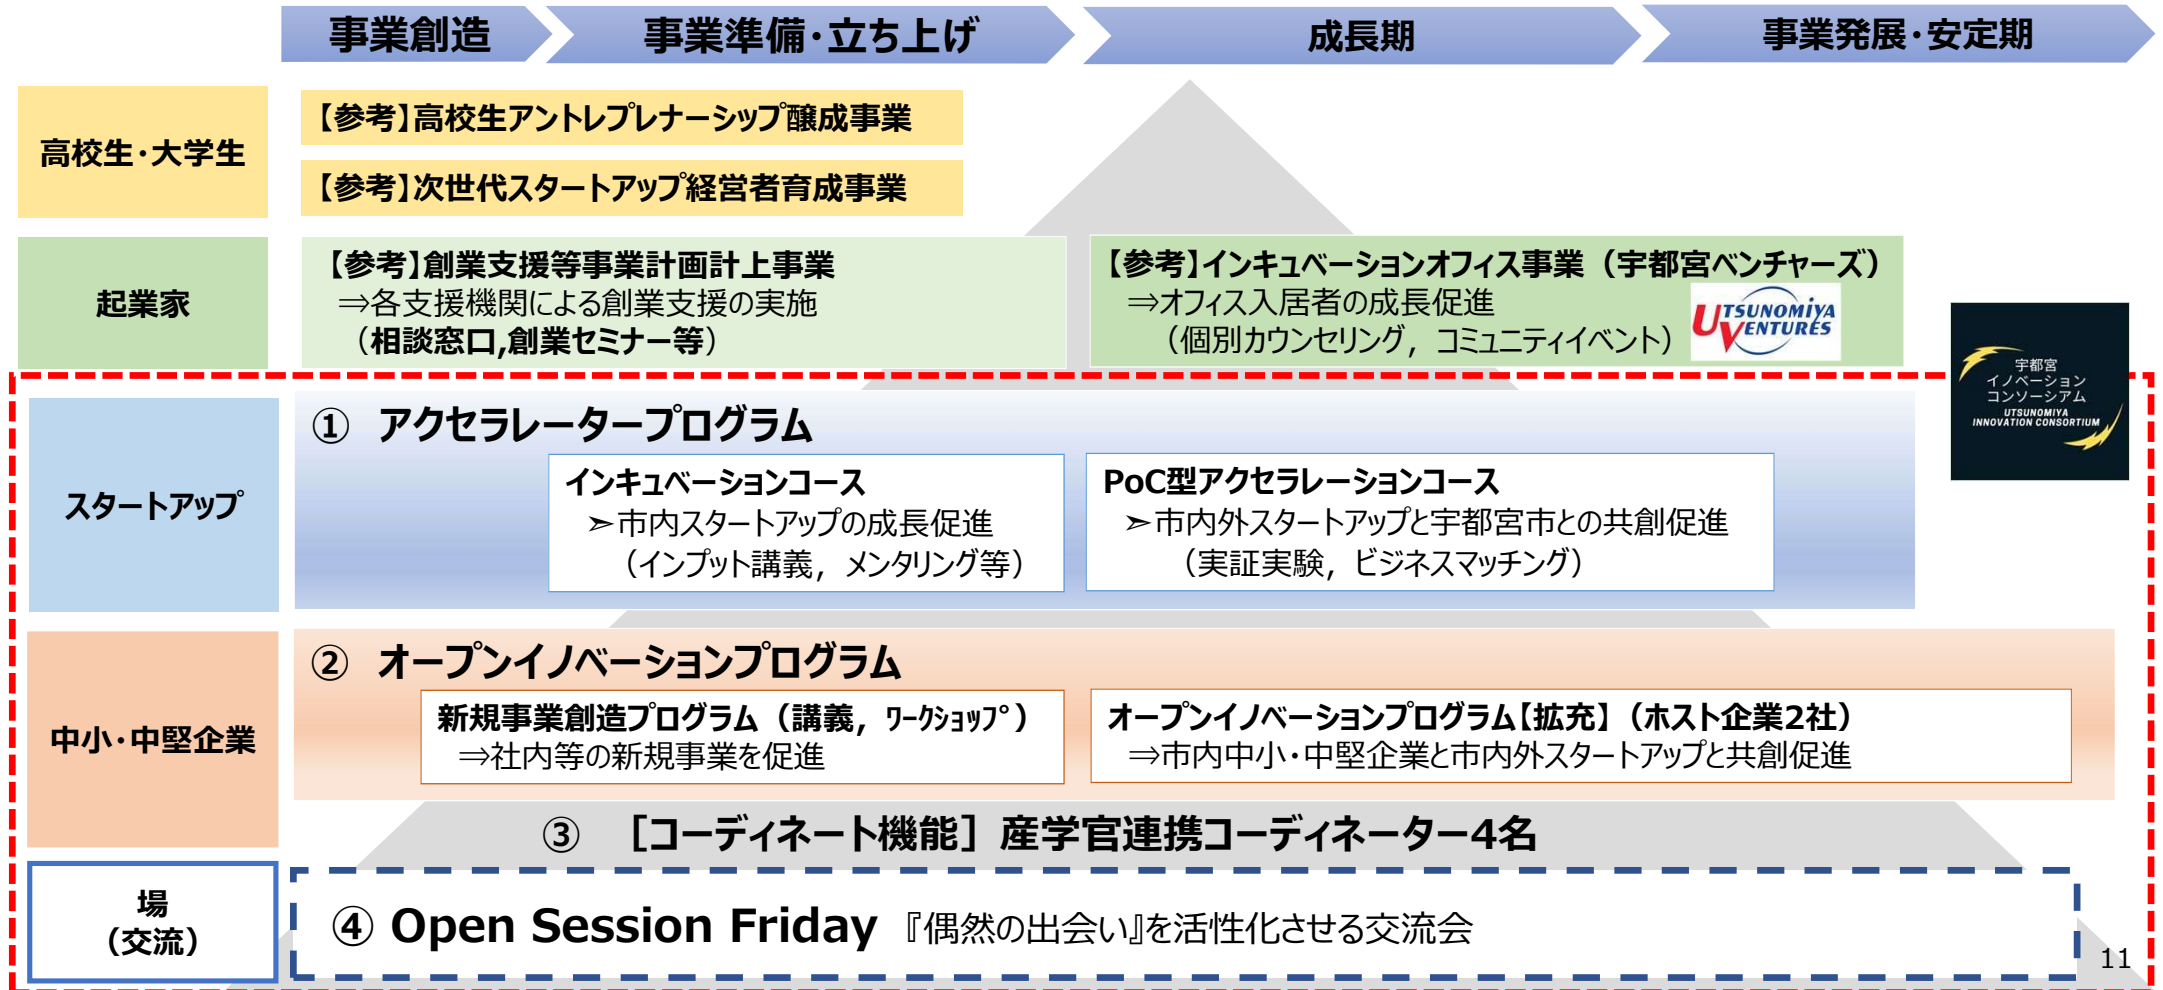 事業創造
事業準備・立ち上げ
成長期
事業発展・安定期
高校生・大学生
【参考】高校生アントレプレナーシップ醸成事業
【参考】次世代スタートアップ経営者育成事業
起業家
【参考】創業支援等事業計画計上事業
⇒各支援機関による創業支援の実施
（相談窓口,創業セミナー等）
【参考】インキュベーションオフィス事業（宇都宮ベンチャーズ）
⇒オフィス入居者の成長促進
（個別カウンセリング，コミュニティイベント）
UTSUNOMIYA
VENTURES
宇都宮
イノベーション
コンソーシアム
UTSUNOMIYA
INNOVATION CONSORTIUM
スタートアップ
① アクセラレータープログラム
インキュベーションコース
➣市内スタートアップの成長促進
（インプット講義，メンタリング等）
PoC型アクセラレーションコース
➣市内外スタートアップと宇都宮市との共創促進
（実証実験，ビジネスマッチング）
中小・中堅企業
② オープンイノベーションプログラム
新規事業創造プログラム（講義，ﾜｰｸｼｮｯﾌﾟ）
⇒社内等の新規事業を促進
オープンイノベーションプログラム【拡充】（ホスト企業2社）
⇒市内中小・中堅企業と市内外スタートアップと共創促進
③ ［コーディネート機能］産学官連携コーディネーター4名
場
（交流）
④ Open Session Friday 『偶然の出会い』を活性化させる交流会
11